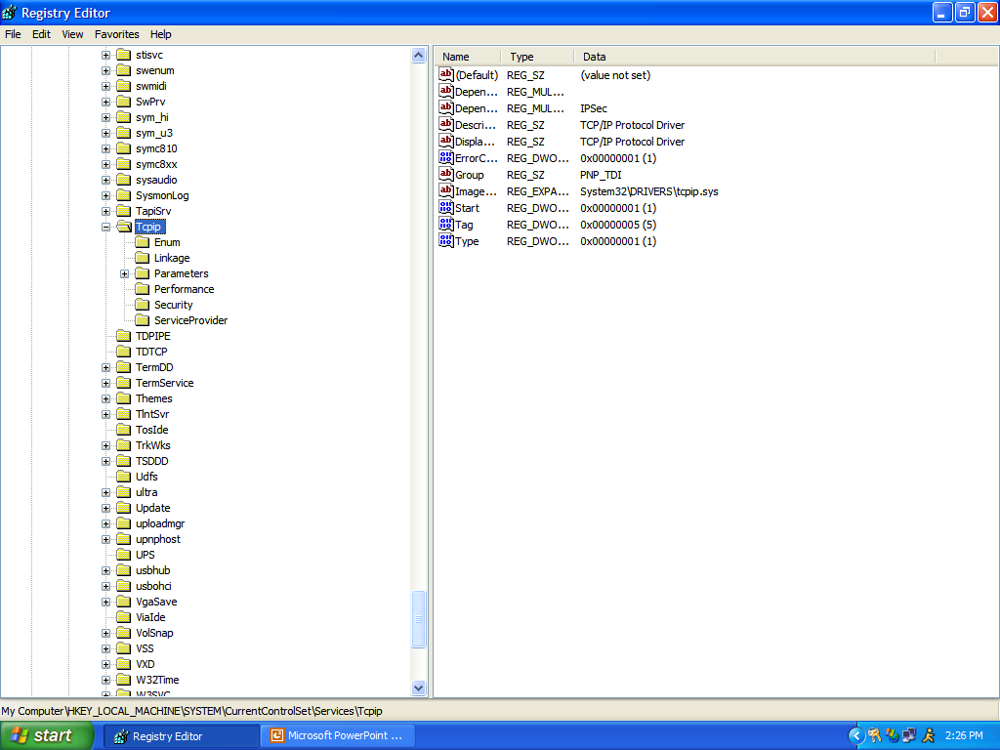 Registry Editor
File Edit View Favorites Help
stisvc
swenum
swmidi
SwPrv
sym_hi
sym_u3
symc810
symc8xx
sysaudio
SysmonLog
TapiSrv
Tcpip
Enum
Linkage
Parameters
Performance
Security
ServiceProvider
TDPIPE
TDTCP
TermDD
TermService
Themes
TlntSvr
TosIde
TrkWks
TSDDD
Udfs
ultra
Update
uploadmgr
upnphost
UPS
usbhub
usbohci
VgaSave
ViaIde
VolSnap
VSS
VXD
W32Time
W3SVC
Name Type Data
(Default) REG_SZ (value not set)
Depen... REG_MUL...
Depen... REG_MUL... IPSec
Descri... REG_SZ TCP/IP Protocol Driver
Displa... REG_SZ TCP/IP Protocol Driver
ErrorC... REG_DWO... 0x00000001 (1)
Group REG_SZ PNP_TDI
Image... REG_EXPA... System32\DRIVERS\tcpip.sys
Start REG_DWO... 0x00000001 (1)
Tag REG_DWO... 0x00000005 (5)
Type REG_DWO... 0x00000001 (1)
My Computer\HKEY_LOCAL_MACHINE\SYSTEM\CurrentControlSet\Services\Tcpip
start Registry Editor Microsoft PowerPoint ... 2:26 PM